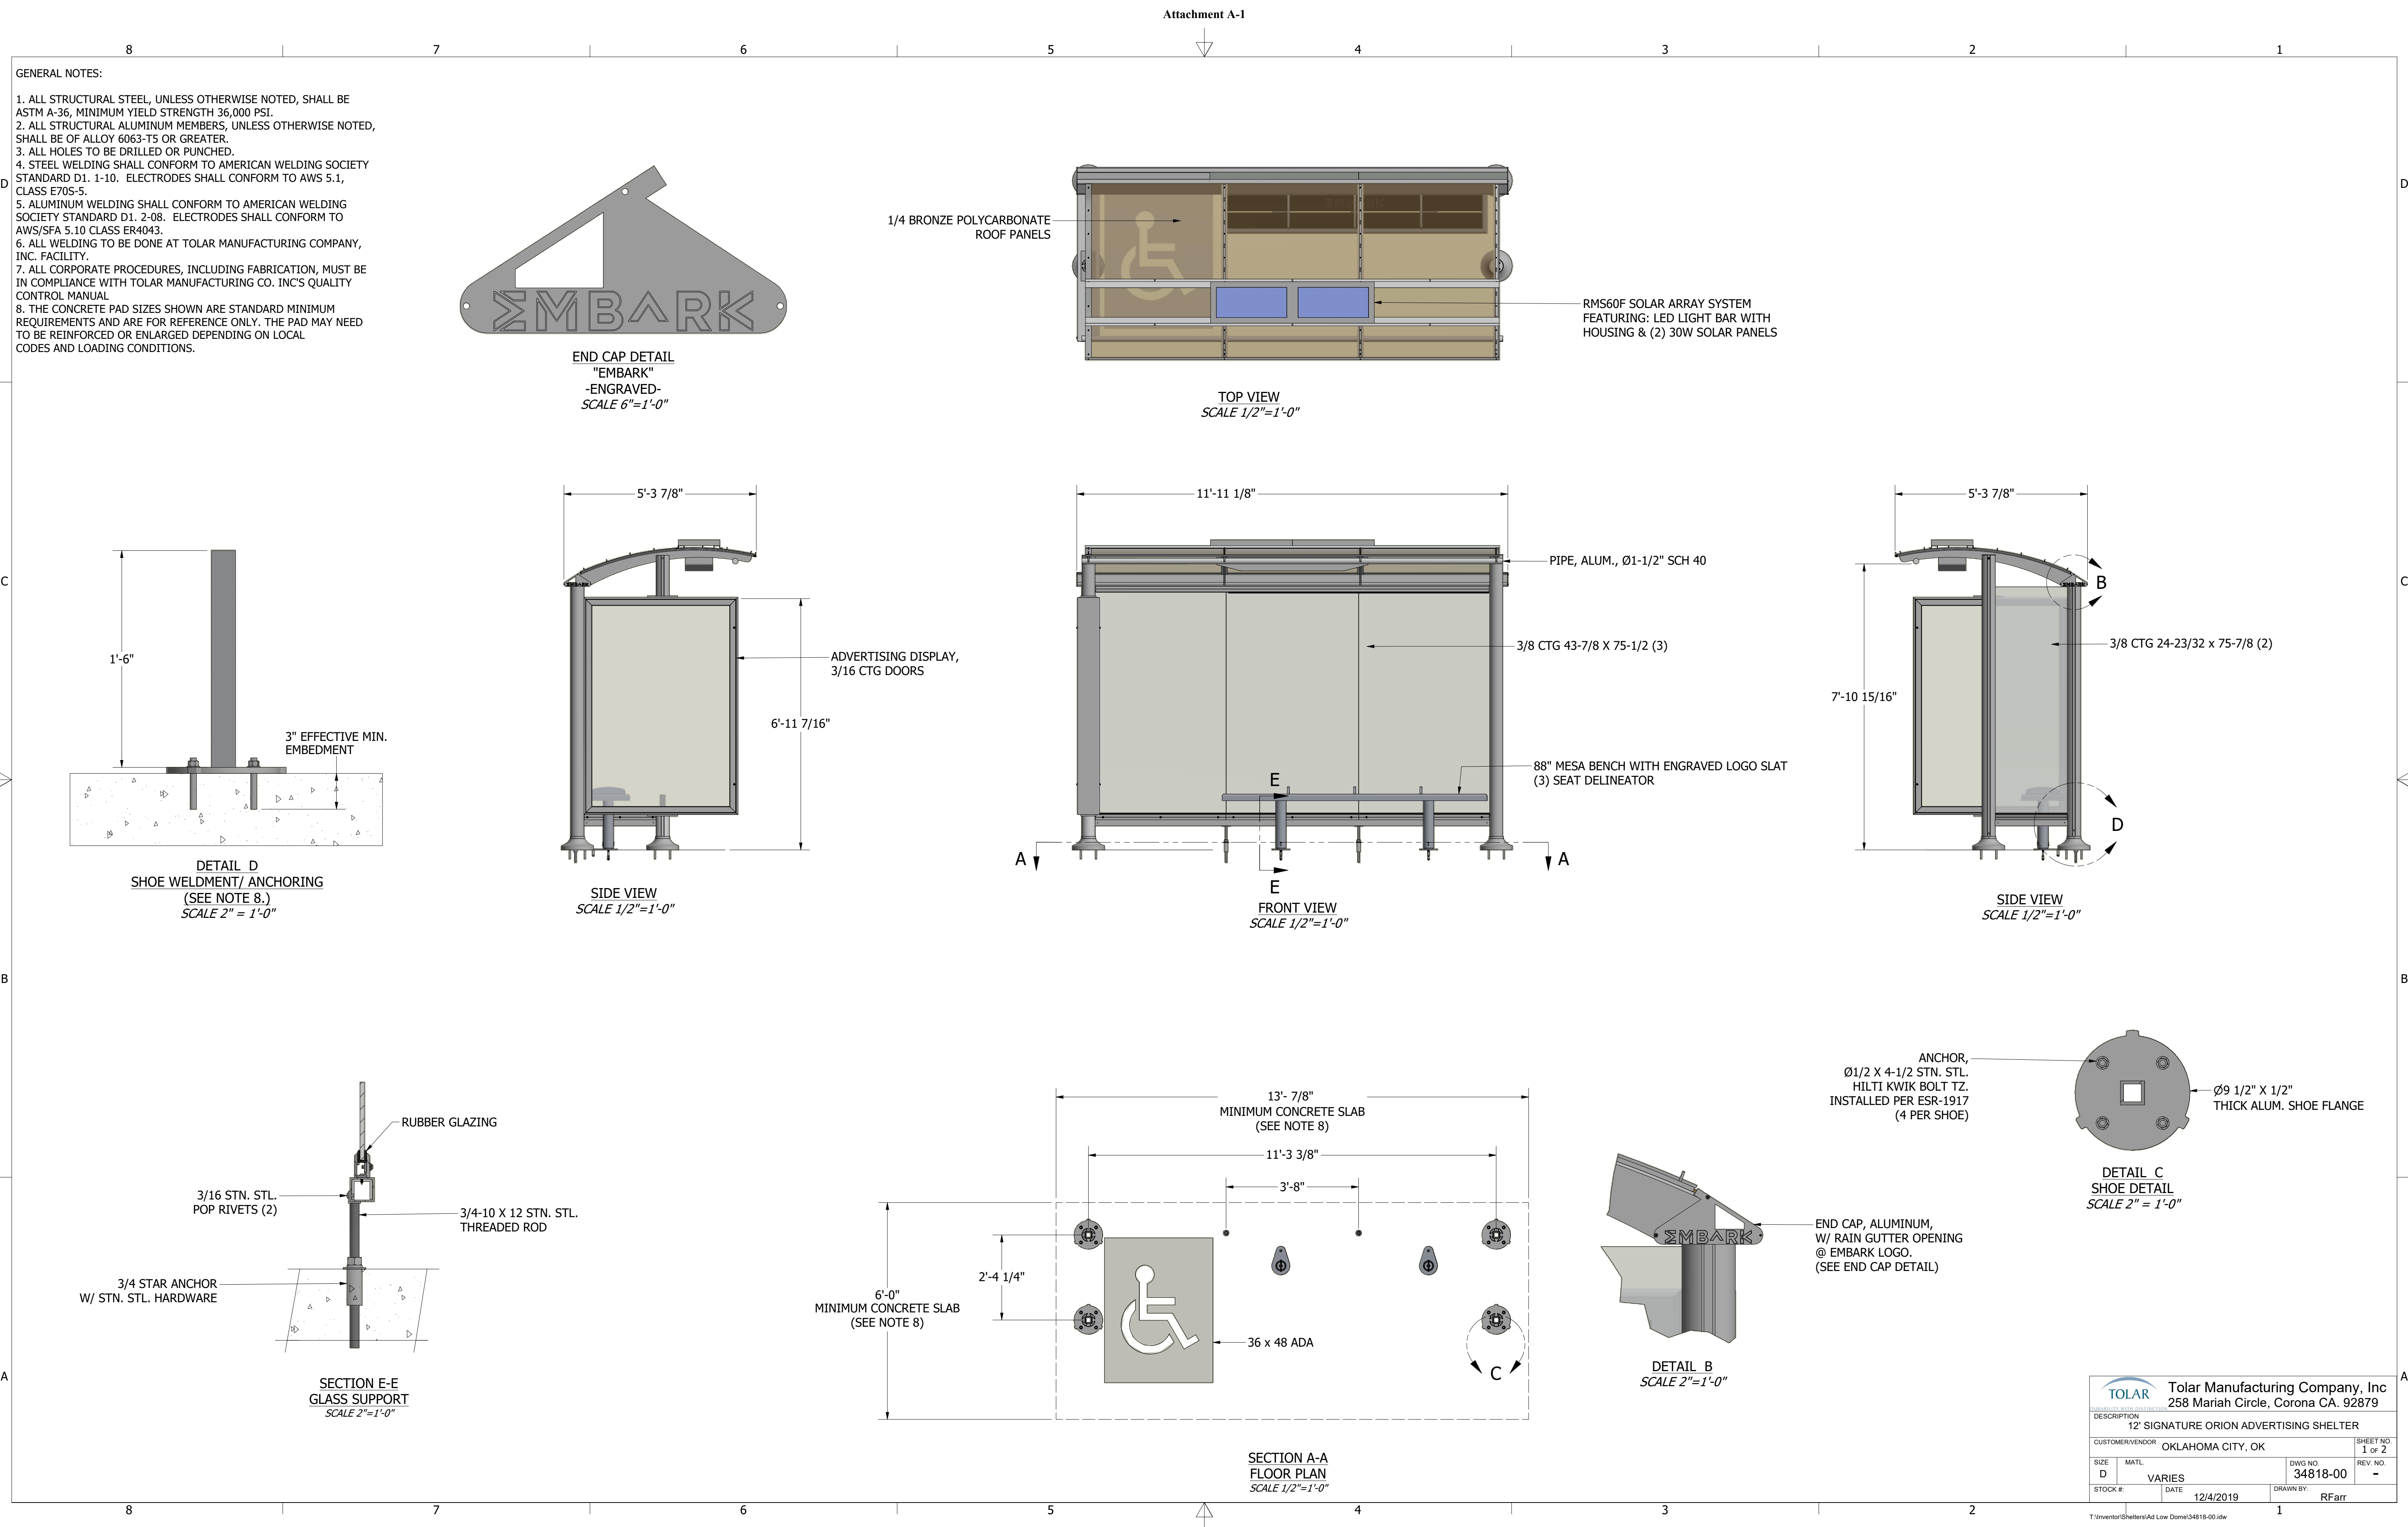 Attachment A-1
8 7 6 5 4 3 2 1
D
C
B
A
D
C
B
A
GENERAL NOTES:
1. ALL STRUCTURAL STEEL, UNLESS OTHERWISE NOTED, SHALL BE
ASTM A-36, MINIMUM YIELD STRENGTH 36,000 PSI.
2. ALL STRUCTURAL ALUMINUM MEMBERS, UNLESS OTHERWISE NOTED,
SHALL BE OF ALLOY 6063-T5 OR GREATER.
3. ALL HOLES TO BE DRILLED OR PUNCHED.
4. STEEL WELDING SHALL CONFORM TO AMERICAN WELDING SOCIETY
STANDARD D1. 1-10. ELECTRODES SHALL CONFORM TO AWS 5.1,
CLASS E70S-5.
5. ALUMINUM WELDING SHALL CONFORM TO AMERICAN WELDING
SOCIETY STANDARD D1. 2-08. ELECTRODES SHALL CONFORM TO
AWS/SFA 5.10 CLASS ER4043.
6. ALL WELDING TO BE DONE AT TOLAR MANUFACTURING COMPANY,
INC. FACILITY.
7. ALL CORPORATE PROCEDURES, INCLUDING FABRICATION, MUST BE
IN COMPLIANCE WITH TOLAR MANUFACTURING CO. INC'S QUALITY
CONTROL MANUAL
8. THE CONCRETE PAD SIZES SHOWN ARE STANDARD MINIMUM
REQUIREMENTS AND ARE FOR REFERENCE ONLY. THE PAD MAY NEED
TO BE REINFORCED OR ENLARGED DEPENDING ON LOCAL
CODES AND LOADING CONDITIONS.
EMBARK
END CAP DETAIL
"EMBARK"
-ENGRAVED-
SCALE 6"=1'-0"
1/4 BRONZE POLYCARBONATE
ROOF PANELS
RMS60F SOLAR ARRAY SYSTEM
FEATURING: LED LIGHT BAR WITH
HOUSING & (2) 30W SOLAR PANELS
TOP VIEW
SCALE 1/2"=1'-0"
1'-6"
3" EFFECTIVE MIN.
EMBEDMENT
DETAIL D
SHOE WELDMENT/ ANCHORING
(SEE NOTE 8.)
SCALE 2" = 1'-0"
5'-3 7/8"
EMBARK
ADVERTISING DISPLAY,
3/16 CTG DOORS
6'-11 7/16"
SIDE VIEW
SCALE 1/2"=1'-0"
11'-11 1/8"
PIPE, ALUM., Ø1-1/2" SCH 40
3/8 CTG 43-7/8 X 75-1/2 (3)
88" MESA BENCH WITH ENGRAVED LOGO SLAT
(3) SEAT DELINEATOR
E
A
A
E
FRONT VIEW
SCALE 1/2"=1'-0"
5'-3 7/8"
EMBARK
B
3/8 CTG 24-23/32 x 75-7/8 (2)
7'-10 15/16"
D
SIDE VIEW
SCALE 1/2"=1'-0"
RUBBER GLAZING
3/16 STN. STL.
POP RIVETS (2)
3/4-10 X 12 STN. STL.
THREADED ROD
3/4 STAR ANCHOR
W/ STN. STL. HARDWARE
SECTION E-E
GLASS SUPPORT
SCALE 2"=1'-0"
13'- 7/8"
MINIMUM CONCRETE SLAB
(SEE NOTE 8)
11'-3 3/8"
3'-8"
2'-4 1/4"
6'-0"
MINIMUM CONCRETE SLAB
(SEE NOTE 8)
36 x 48 ADA
C
SECTION A-A
FLOOR PLAN
SCALE 1/2"=1'-0"
EMBARK
END CAP, ALUMINUM,
W/ RAIN GUTTER OPENING
@ EMBARK LOGO.
(SEE END CAP DETAIL)
DETAIL B
SCALE 2"=1'-0"
ANCHOR,
Ø1/2 X 4-1/2 STN. STL.
HILTI KWIK BOLT TZ.
INSTALLED PER ESR-1917
(4 PER SHOE)
Ø9 1/2" X 1/2"
THICK ALUM. SHOE FLANGE
DETAIL C
SHOE DETAIL
SCALE 2" = 1'-0"
TOLAR
DURABILITY WITH DISTINCTION
Tolar Manufacturing Company, Inc
258 Mariah Circle, Corona CA. 92879
DESCRIPTION
12' SIGNATURE ORION ADVERTISING SHELTER
CUSTOMER/VENDOR OKLAHOMA CITY, OK
SHEET NO.
1 OF 2
SIZE
D
MATL.
VARIES
DWG NO.
34818-00
REV. NO.
-
STOCK #:
DATE
12/4/2019
DRAWN BY:
RFarr
8 7 6 5 4 3 2 1
T:\Inventor\Shelters\Ad Low Dome\34818-00.idw